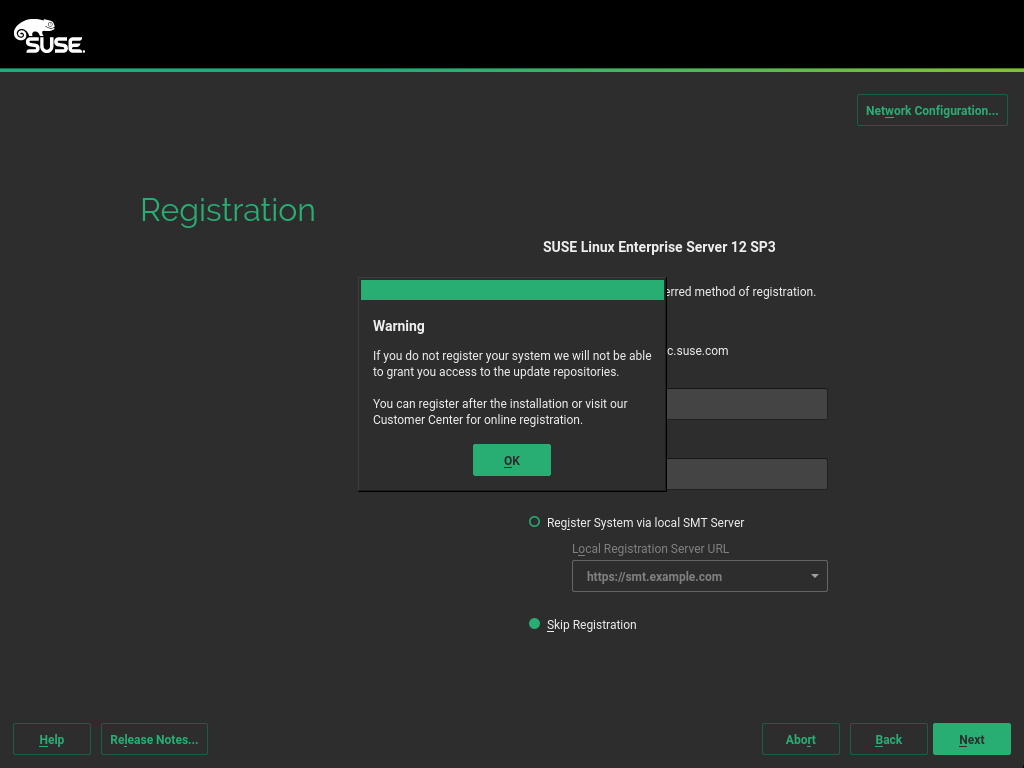 SUSE.
Network Configuration...
Registration
SUSE Linux Enterprise Server 12 SP3
erred method of registration.
Warning
If you do not register your system we will not be able
to grant you access to the update repositories.
c.suse.com
You can register after the installation or visit our
Customer Center for online registration.
OK
Register System via local SMT Server
Local Registration Server URL
https://smt.example.com
Skip Registration
Help
Release Notes...
Abort
Back
Next